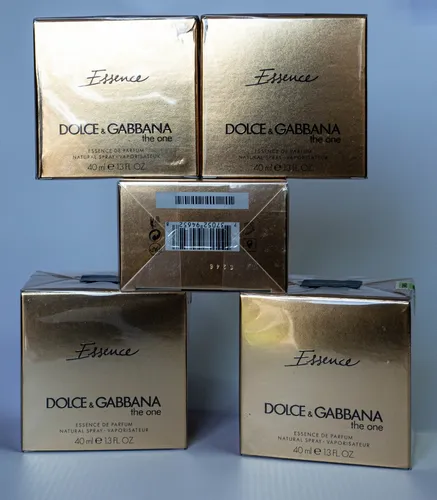 Essence
DOLCE & GABBANA
the one
ESSENCE DE PARFUM
NATURAL SPRAY · VAPORISATEUR
40 ml ℮ 1.3 FL OZ
Essence
DOLCE & GABBANA
the one
ESSENCE DE PARFUM
NATURAL SPRAY · VAPORISATEUR
40 ml ℮ 1.3 FL OZ
Essence
DOLCE & GABBANA
the one
ESSENCE DE PARFUM
NATURAL SPRAY · VAPORISATEUR
40 ml ℮ 1.3 FL OZ
Essence
DOLCE & GABBANA
the one
ESSENCE DE PARFUM
NATURAL SPRAY · VAPORISATEUR
40 ml ℮ 1.3 FL OZ